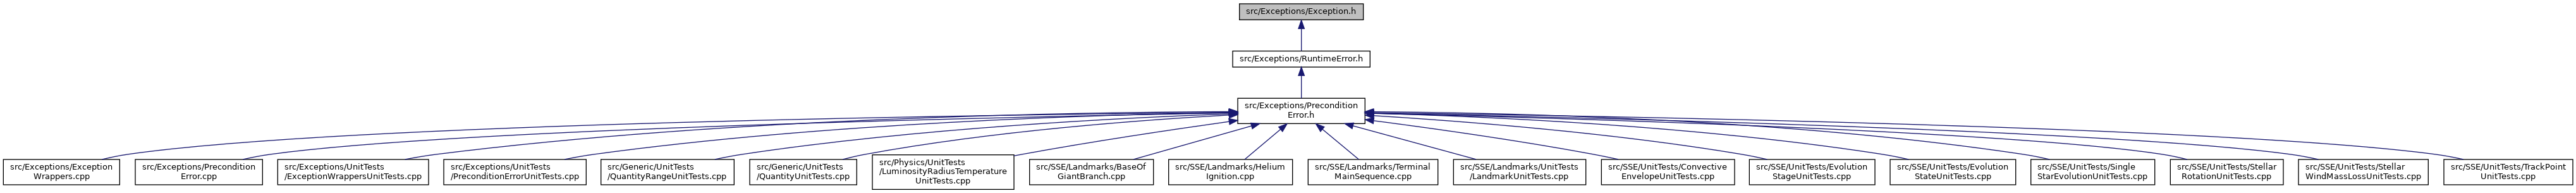 src/Exceptions/Exception.h
src/Exceptions/RuntimeError.h
src/Exceptions/Precondition
Error.h
src/Exceptions/Exception
Wrappers.cpp
src/Exceptions/Precondition
Error.cpp
src/Exceptions/UnitTests
/ExceptionWrappersUnitTests.cpp
src/Exceptions/UnitTests
/PreconditionErrorUnitTests.cpp
src/Generic/UnitTests
/QuantityRangeUnitTests.cpp
src/Generic/UnitTests
/QuantityUnitTests.cpp
src/Physics/UnitTests
/LuminosityRadiusTemperature
UnitTests.cpp
src/SSE/Landmarks/BaseOf
GiantBranch.cpp
src/SSE/Landmarks/Helium
Ignition.cpp
src/SSE/Landmarks/Terminal
MainSequence.cpp
src/SSE/Landmarks/UnitTests
/LandmarkUnitTests.cpp
src/SSE/UnitTests/Convective
EnvelopeUnitTests.cpp
src/SSE/UnitTests/Evolution
StageUnitTests.cpp
src/SSE/UnitTests/Evolution
StateUnitTests.cpp
src/SSE/UnitTests/Single
StarEvolutionUnitTests.cpp
src/SSE/UnitTests/Stellar
RotationUnitTests.cpp
src/SSE/UnitTests/Stellar
WindMassLossUnitTests.cpp
src/SSE/UnitTests/TrackPoint
UnitTests.cpp